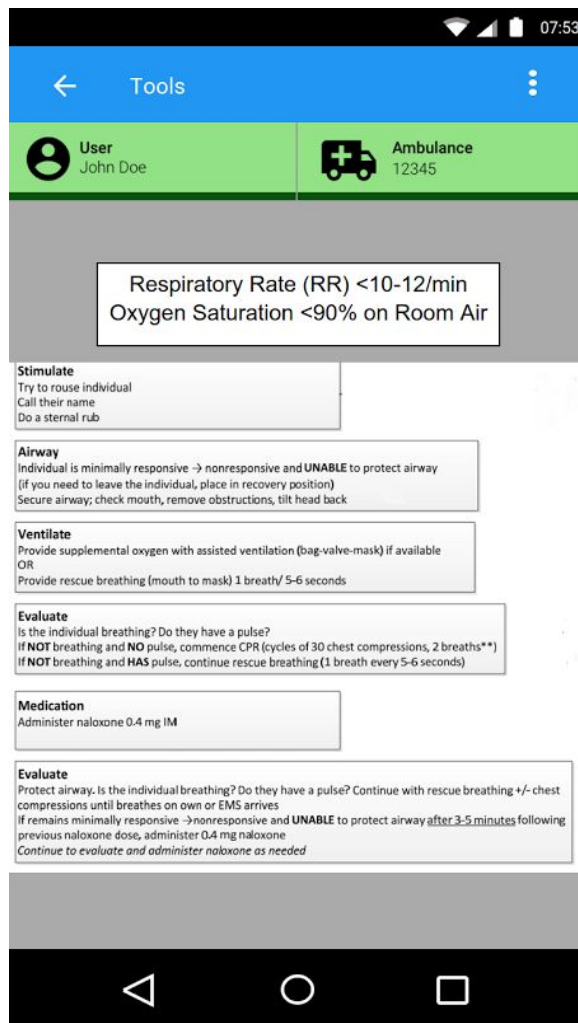 07:53
Tools
User
John Doe
Ambulance
12345
Respiratory Rate (RR) <10-12/min
Oxygen Saturation <90% on Room Air
Stimulate
Try to rouse individual
Call their name
Do a sternal rub
Airway
Individual is minimally responsive → nonresponsive and UNABLE to protect airway
(if you need to leave the individual, place in recovery position)
Secure airway; check mouth, remove obstructions, tilt head back
Ventilate
Provide supplemental oxygen with assisted ventilation (bag-valve-mask) if available
OR
Provide rescue breathing (mouth to mask) 1 breath/ 5-6 seconds
Evaluate
Is the individual breathing? Do they have a pulse?
If NOT breathing and NO pulse, commence CPR (cycles of 30 chest compressions, 2 breaths**)
If NOT breathing and HAS pulse, continue rescue breathing (1 breath every 5-6 seconds)
Medication
Administer naloxone 0.4 mg IM
Evaluate
Protect airway. Is the individual breathing? Do they have a pulse? Continue with rescue breathing +/- chest
compressions until breathes on own or EMS arrives
If remains minimally responsive →nonresponsive and UNABLE to protect airway after 3-5 minutes following
previous naloxone dose, administer 0.4 mg naloxone
Continue to evaluate and administer naloxone as needed